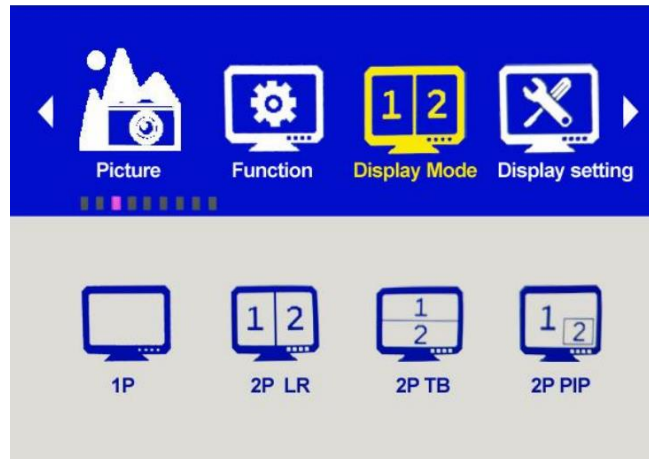 1 2
Picture Function Display Mode Display setting
1 2 1 2 1 2
1P 2P LR 2P TB 2P PIP